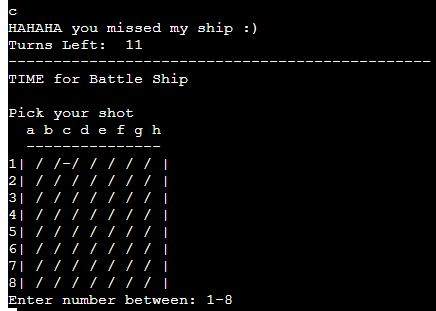 c
HAHAHA you missed my ship :)
Turns Left:  11
-----------------------------------------------
TIME for Battle Ship
Pick your shot
  a b c d e f g h
  ---------------
1| / /-/ / / / / |
2| / / / / / / / |
3| / / / / / / / |
4| / / / / / / / |
5| / / / / / / / |
6| / / / / / / / |
7| / / / / / / / |
8| / / / / / / / |
Enter number between: 1-8